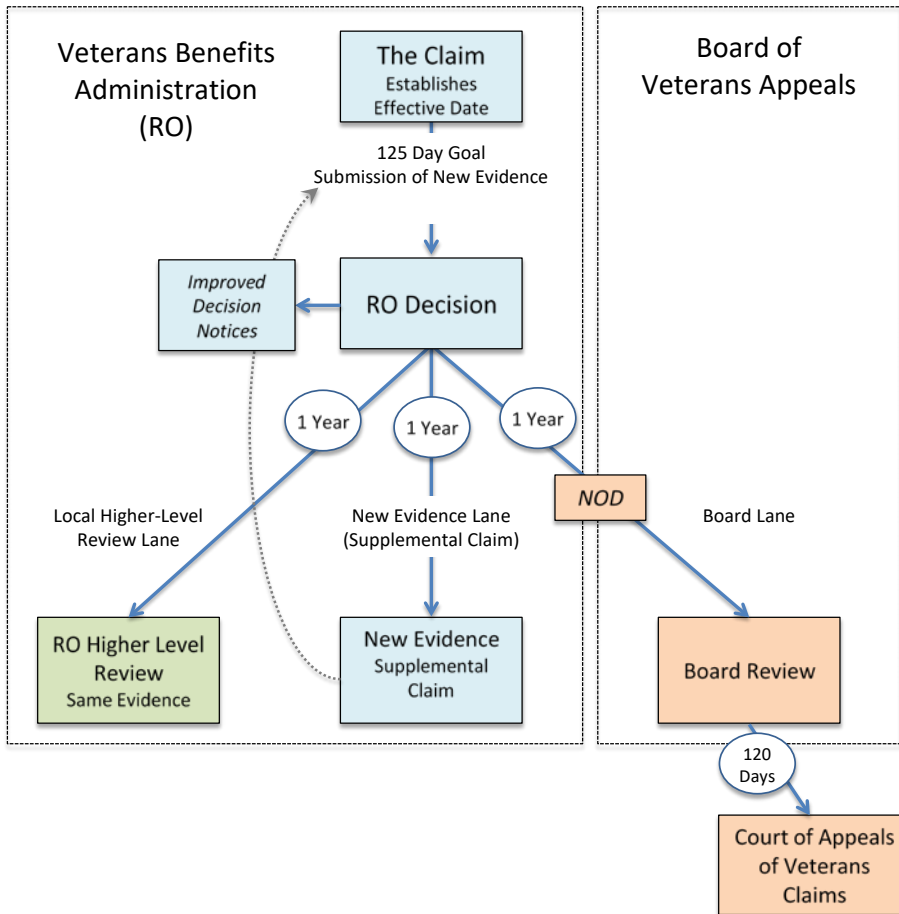 Veterans Benefits
Administration
(RO)
The Claim
Establishes
Effective Date
Board of
Veterans Appeals
125 Day Goal
Submission of New Evidence
Improved
Decision
Notices
RO Decision
1 Year
1 Year
1 Year
NOD
Local Higher-Level
Review Lane
New Evidence Lane
(Supplemental Claim)
Board Lane
RO Higher Level
Review
Same Evidence
New Evidence
Supplemental
Claim
Board Review
120
Days
Court of Appeals
of Veterans
Claims